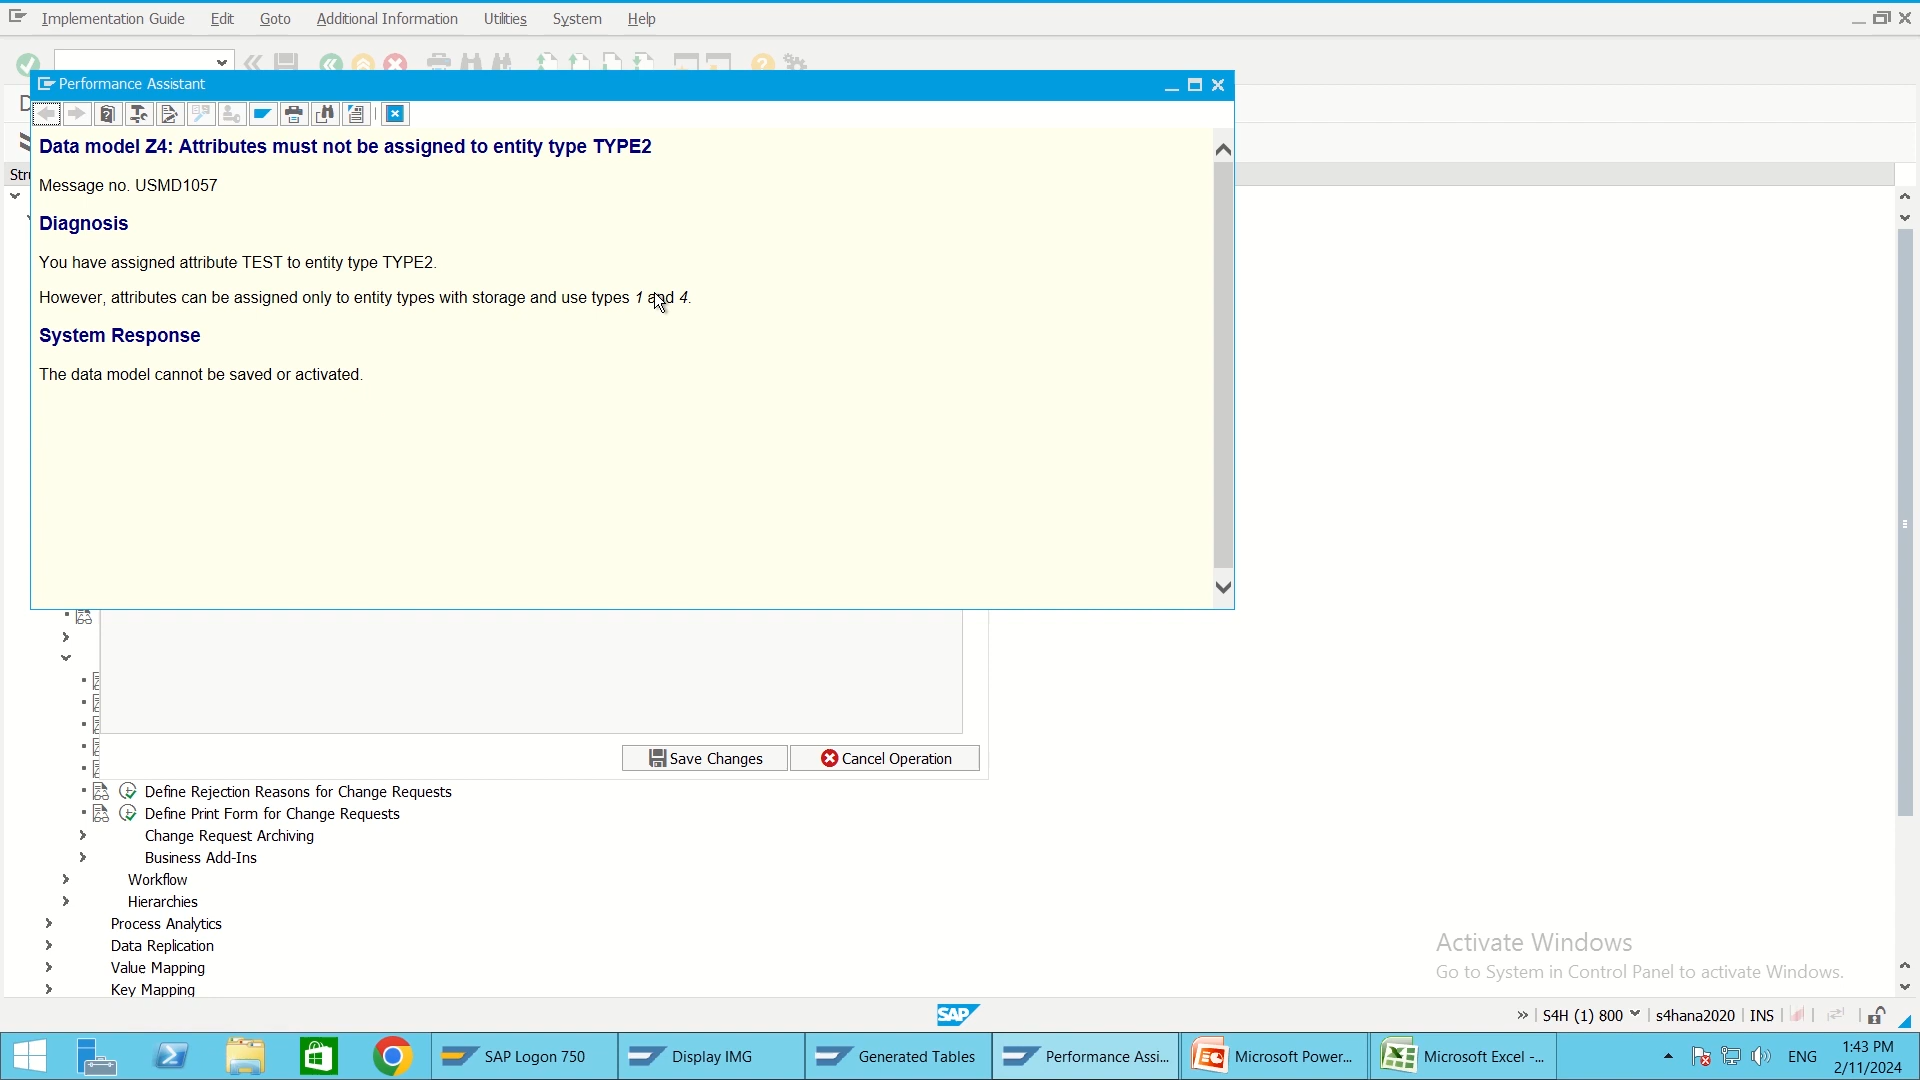 Implementation Guide Edit Goto Additional Information Utilities System Help
Performance Assistant
Data model Z4: Attributes must not be assigned to entity type TYPE2
Str
Message no. USMD1057
Diagnosis
You have assigned attribute TEST to entity type TYPE2.
However, attributes can be assigned only to entity types with storage and use types 1 and 4.
System Response
The data model cannot be saved or activated.
Save Changes Cancel Operation
Define Rejection Reasons for Change Requests
Define Print Form for Change Requests
Change Request Archiving
Business Add-Ins
Workflow
Hierarchies
Process Analytics
Data Replication
Value Mapping
Key Mapping
Activate Windows
Go to System in Control Panel to activate Windows.
SAP
S4H (1) 800 s4hana2020 INS
SAP Logon 750 Display IMG Generated Tables Performance Assi... Microsoft Power... Microsoft Excel -... ENG 1:43 PM
2/11/2024